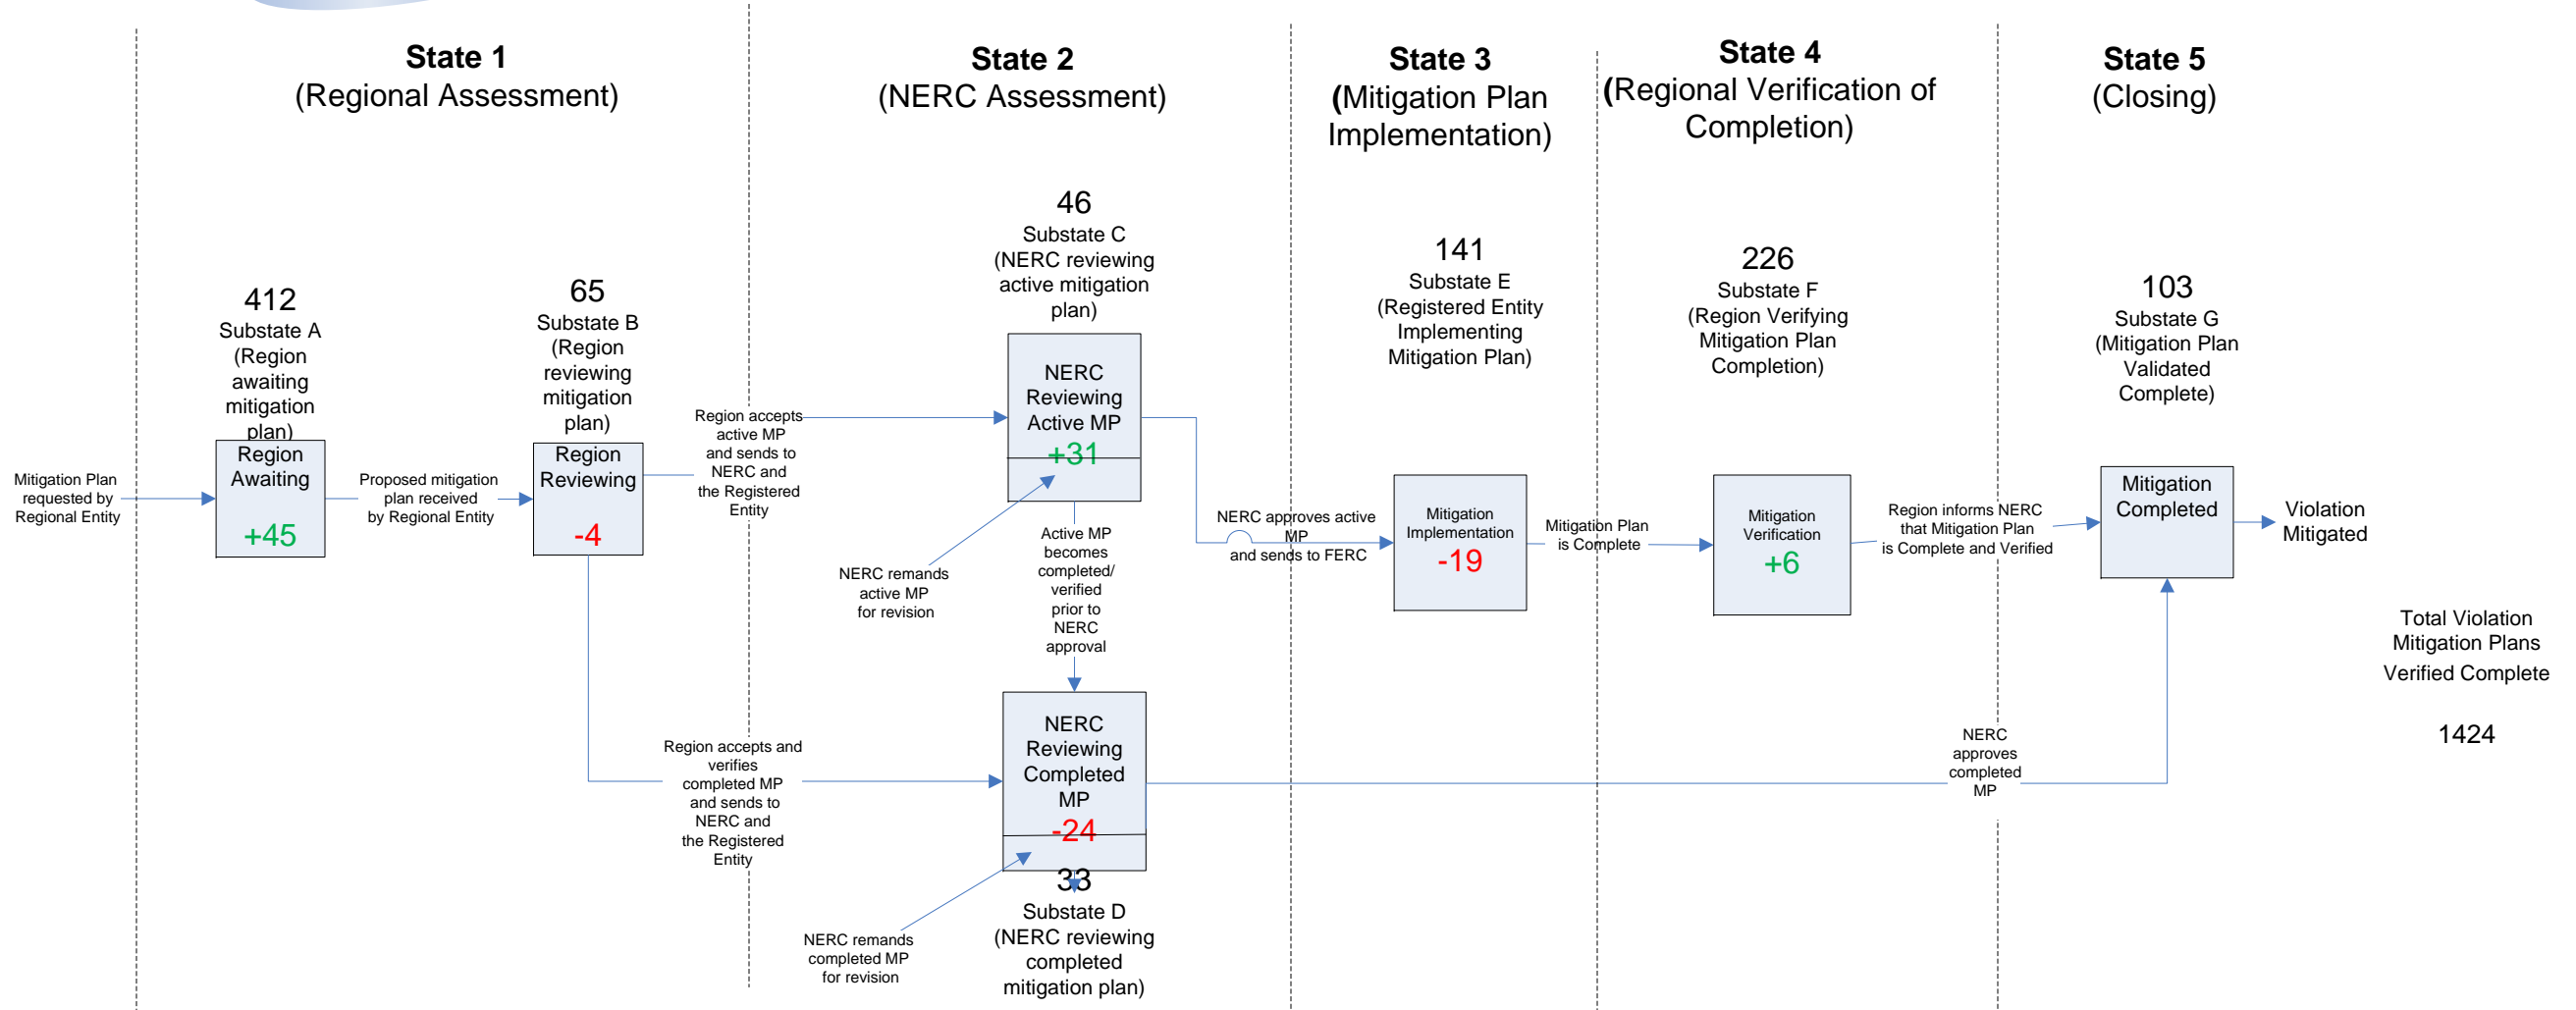 State 1
(Regional Assessment)
State 2
(NERC Assessment)
State 3
(Mitigation Plan
Implementation)
State 4
(Regional Verification of
Completion)
State 5
(Closing)
Mitigation Plan
requested by
Regional Entity
412
Substate A
(Region
awaiting
mitigation
plan)
Region
Awaiting
+45
Proposed mitigation
plan received
by Regional Entity
65
Substate B
(Region
reviewing
mitigation
plan)
Region
Reviewing
-4
Region accepts
active MP
and sends to
NERC and
the Registered
Entity
Region accepts and
verifies
completed MP
and sends to
NERC and
the Registered
Entity
46
Substate C
(NERC reviewing
active mitigation
plan)
NERC
Reviewing
Active MP
+31
NERC remands
active MP
for revision
Active MP
becomes
completed/
verified
prior to
NERC
approval
NERC
Reviewing
Completed
MP
-24
33
Substate D
(NERC reviewing
completed
mitigation plan)
NERC remands
completed MP
for revision
NERC approves active
MP
and sends to FERC
141
Substate E
(Registered Entity
Implementing
Mitigation Plan)
Mitigation
Implementation
-19
Mitigation Plan
is Complete
226
Substate F
(Region Verifying
Mitigation Plan
Completion)
Mitigation
Verification
+6
Region informs NERC
that Mitigation Plan
is Complete and Verified
NERC
approves
completed
MP
103
Substate G
(Mitigation Plan
Validated
Complete)
Mitigation
Completed
Violation
Mitigated
Total Violation
Mitigation Plans
Verified Complete
1424